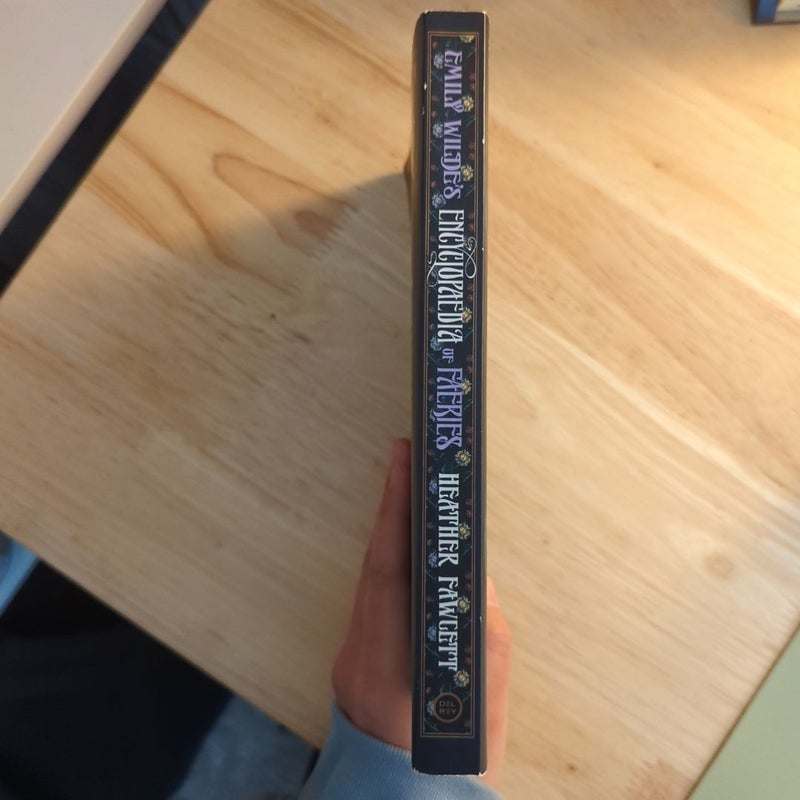 EMILY WILDE'S ENCYCLOPAEDIA OF FAERIES HEATHER FAWCETT
DEL
REY